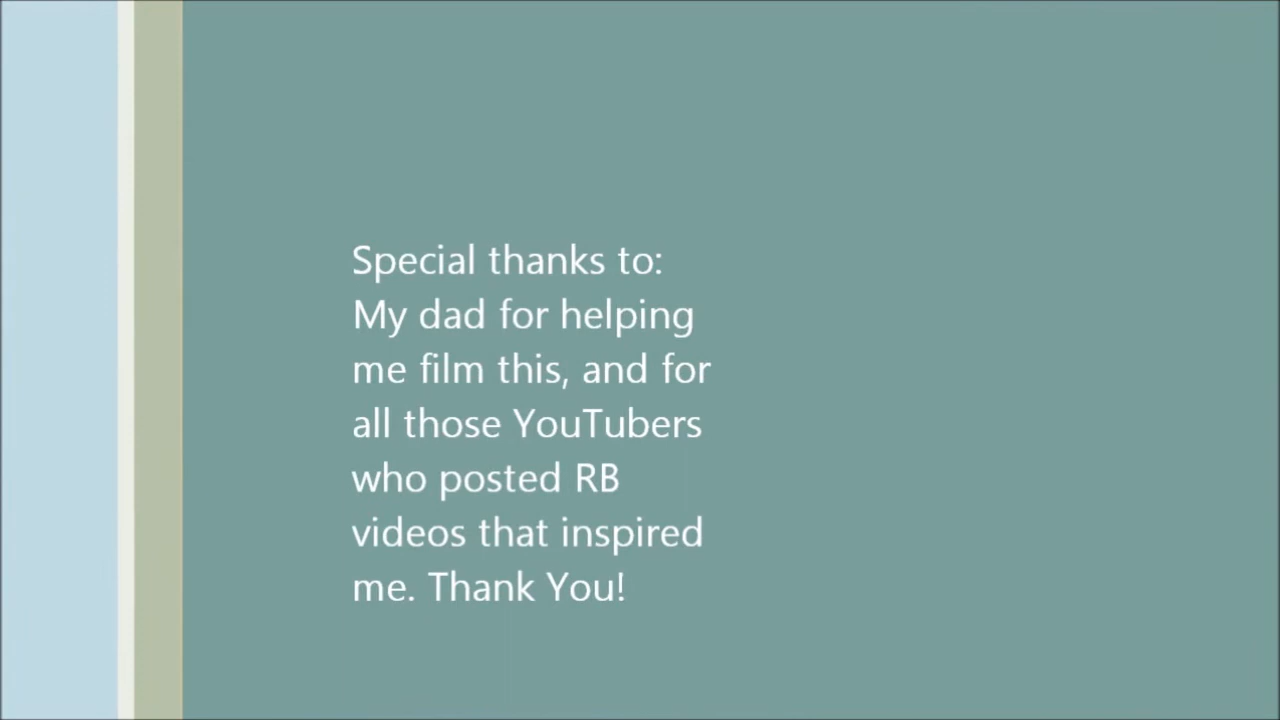 Special thanks to:
My dad for helping
me film this, and for
all those YouTubers
who posted RB
videos that inspired
me. Thank You!